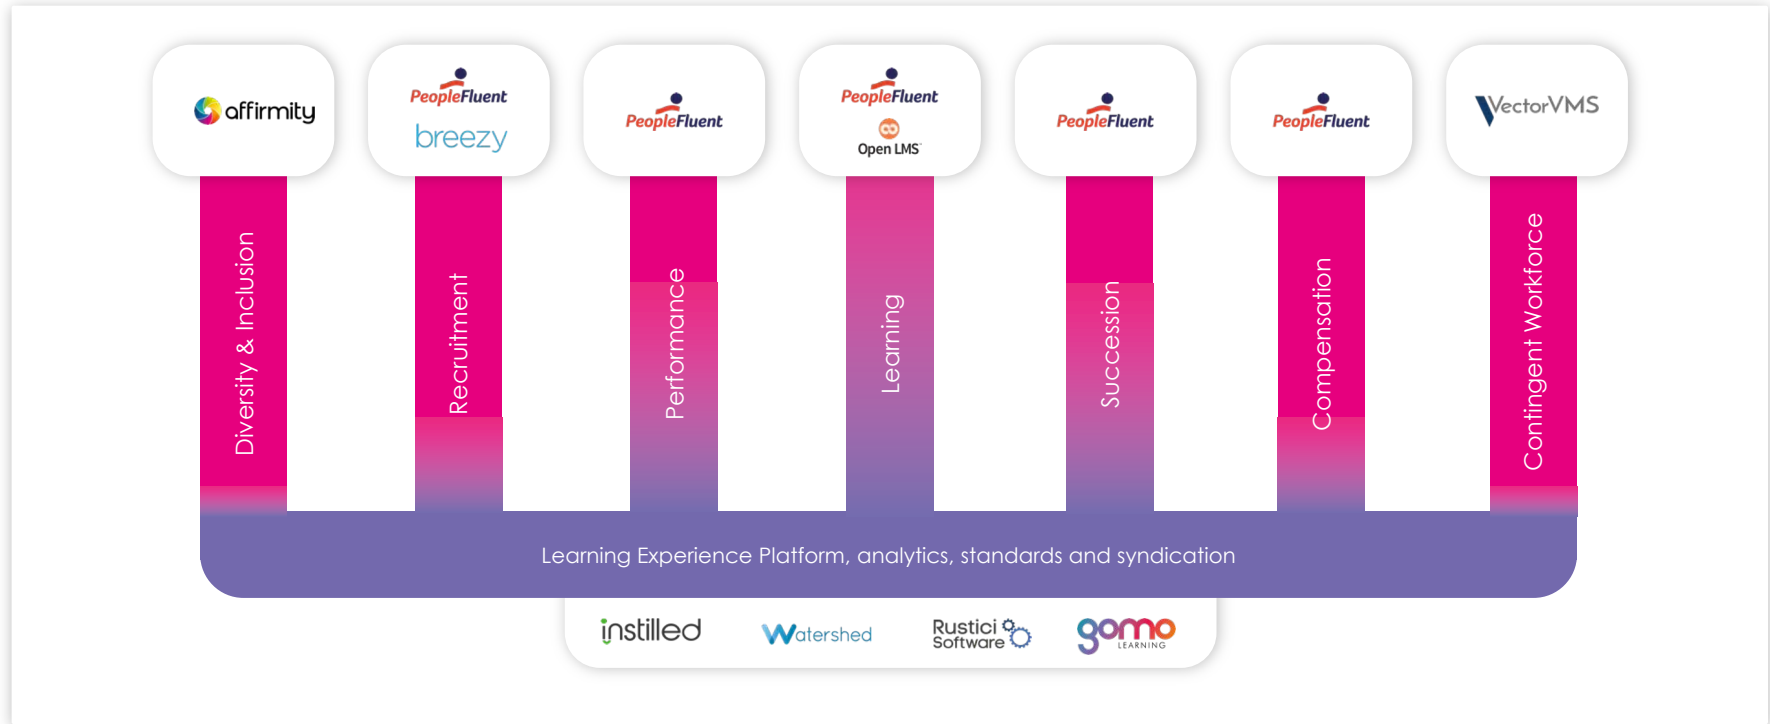 affirmity
PeopleFluent
breezy
PeopleFluent
PeopleFluent
Open LMS
PeopleFluent
PeopleFluent
VectorVMS
Diversity & Inclusion
Recruitment
Performance
Learning
Succession
Compensation
Contingent Workforce
Learning Experience Platform, analytics, standards and syndication
instilled
Watershed
Rustici
Software
gomo
LEARNING